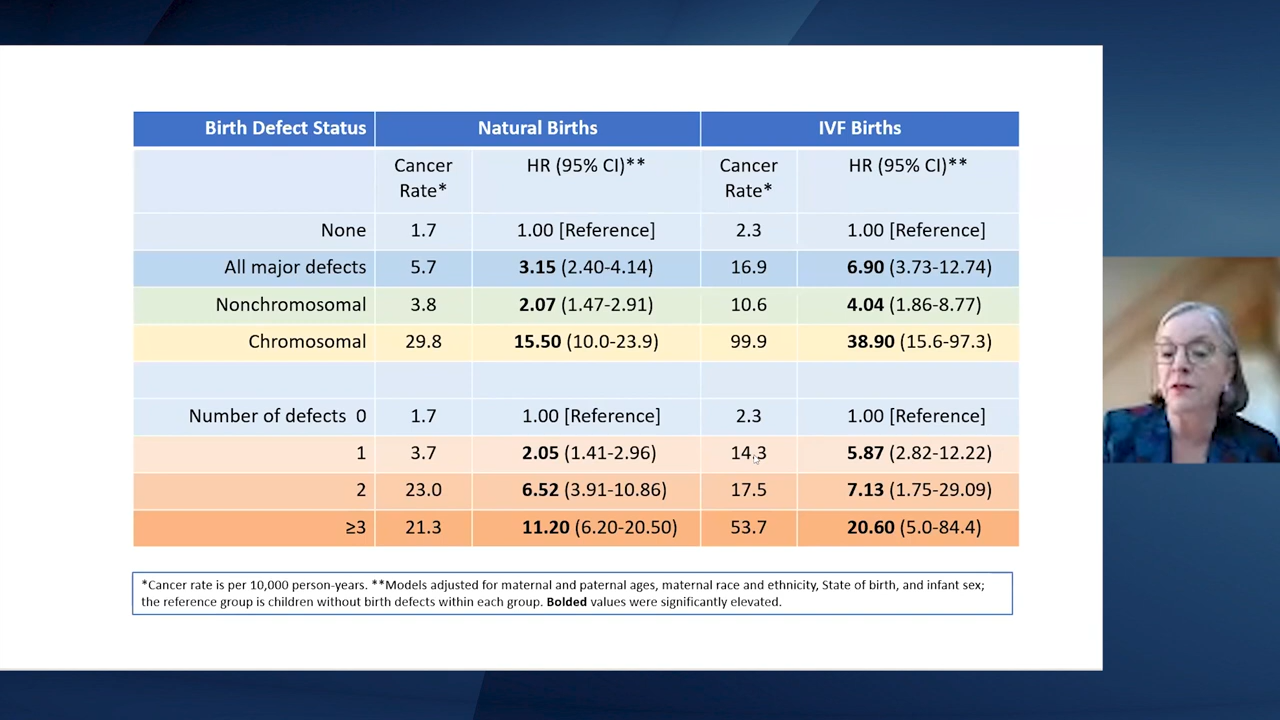 Birth Defect Status Natural Births IVF Births
Cancer Rate* HR (95% CI)** Cancer Rate* HR (95% CI)**
None 1.7 1.00 [Reference] 2.3 1.00 [Reference]
All major defects 5.7 3.15 (2.40-4.14) 16.9 6.90 (3.73-12.74)
Nonchromosomal 3.8 2.07 (1.47-2.91) 10.6 4.04 (1.86-8.77)
Chromosomal 29.8 15.50 (10.0-23.9) 99.9 38.90 (15.6-97.3)
Number of defects 0 1.7 1.00 [Reference] 2.3 1.00 [Reference]
1 3.7 2.05 (1.41-2.96) 14.3 5.87 (2.82-12.22)
2 23.0 6.52 (3.91-10.86) 17.5 7.13 (1.75-29.09)
≥3 21.3 11.20 (6.20-20.50) 53.7 20.60 (5.0-84.4)
*Cancer rate is per 10,000 person-years. **Models adjusted for maternal and paternal ages, maternal race and ethnicity, State of birth, and infant sex;
the reference group is children without birth defects within each group. Bolded values were significantly elevated.